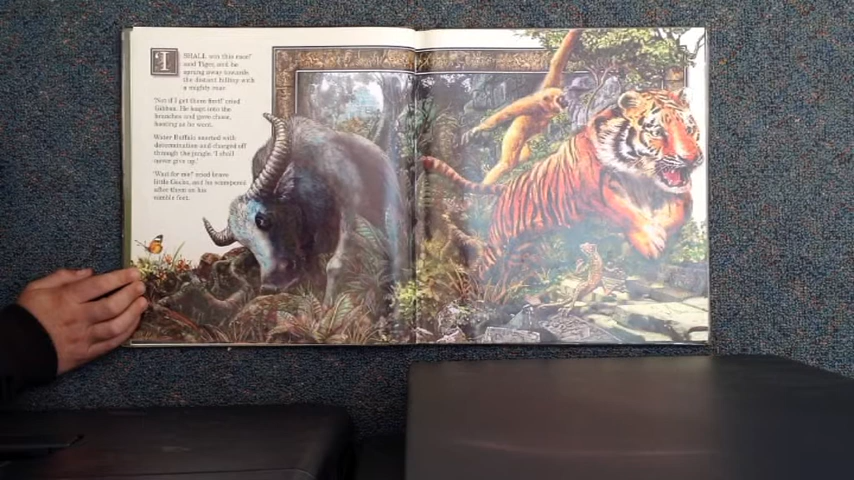 I SHALL win this race!'
said Tiger, and he
sprang away towards
the distant hilltop with
a mighty roar.
'Not if I get there first!' cried
Gibbon. He leapt into the
branches and gave chase,
hooting as he went.
Water Buffalo snorted with
determination and charged off
through the jungle. 'I shall
never give up.'
'Wait for me!' cried brave
little Gecko, and he scampered
after them on his
nimble feet.